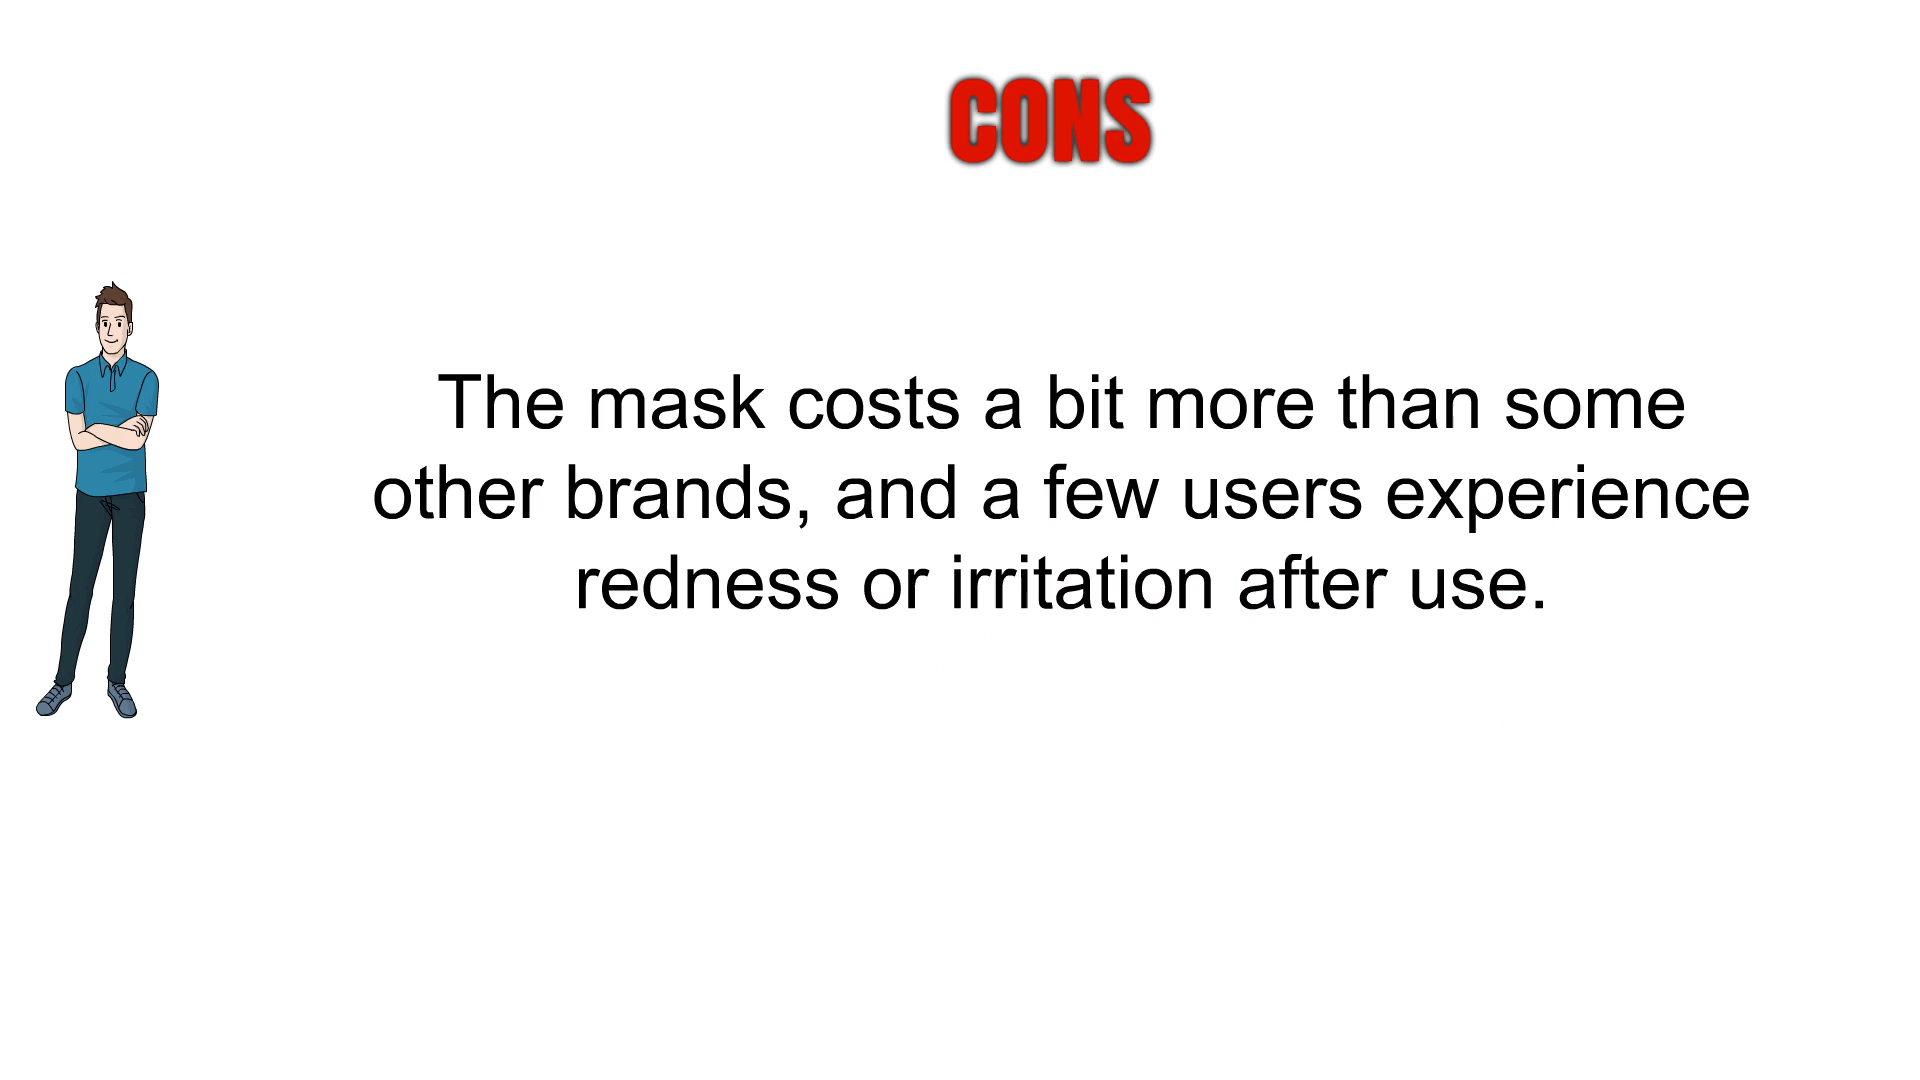 CONS
The mask costs a bit more than some
other brands, and a few users experience
redness or irritation after use.